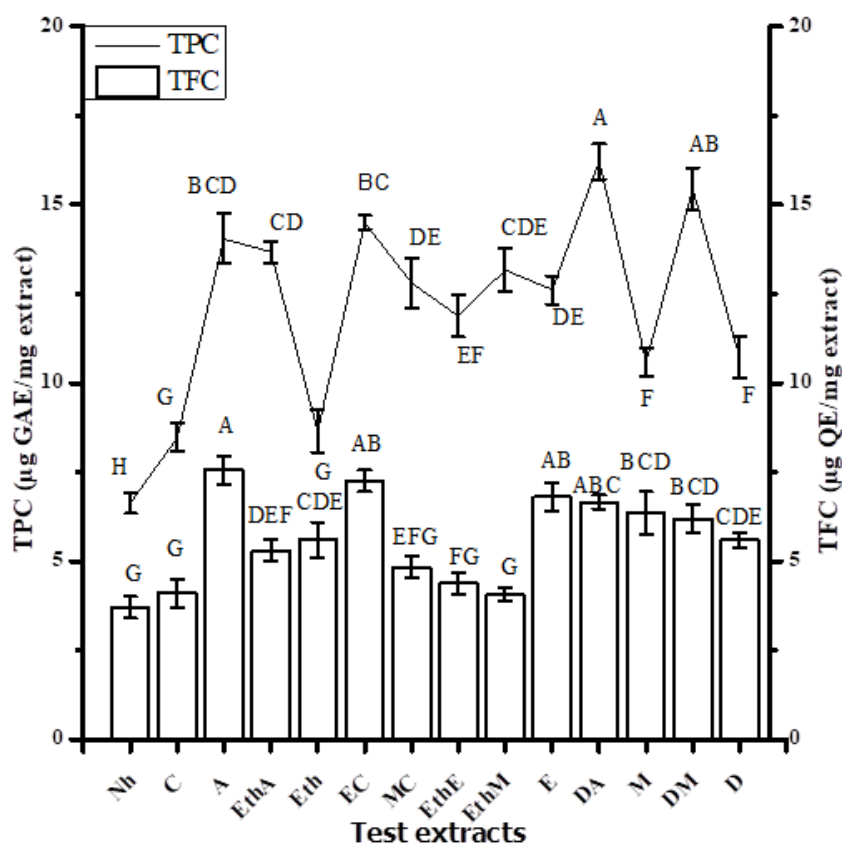 20
20
TPC
TFC
A
AB
BCD
BC
CD
CDE
DE
15
15
DE
EF
G
F
F
10
10
H
A
G
AB
AB
ABC
BCD
BCD
CDE
DEF
CDE
EFG
FG
G
G
G
5
5
0
0
TPC (µg GAE/mg extract)
TFC (µg QE/mg extract)
Nh
C
A
EthA
Eth
EC
MC
EthE
EthM
E
DA
M
DM
D
Test extracts